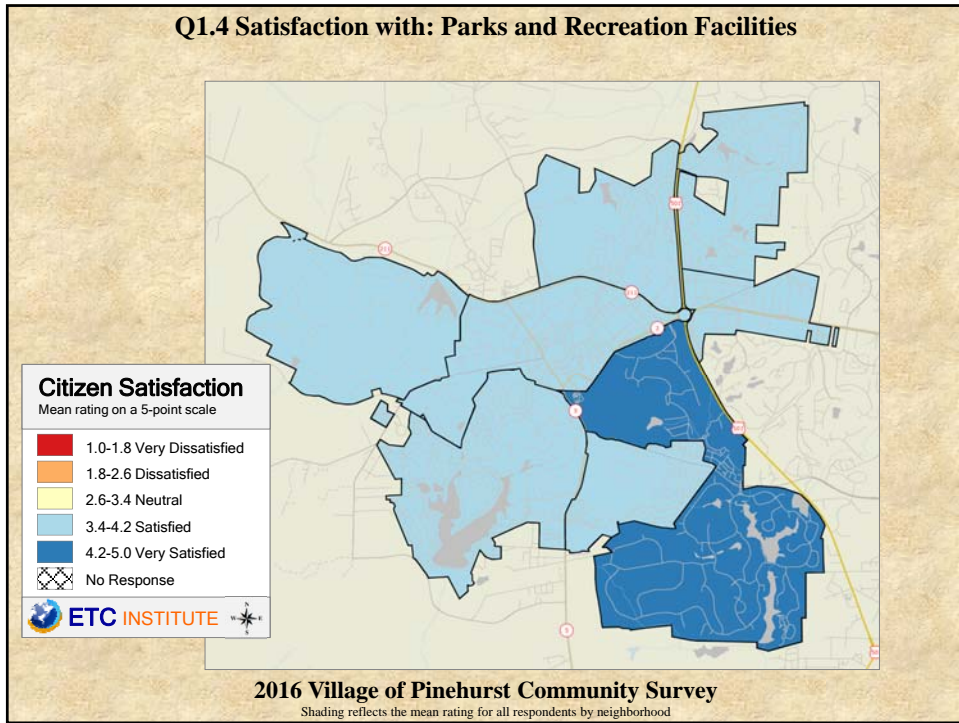 Q1.4 Satisfaction with: Parks and Recreation Facilities
211
5
Citizen Satisfaction
Mean rating on a 5-point scale
1.0-1.8 Very Dissatisfied
1.8-2.6 Dissatisfied
2.6-3.4 Neutral
3.4-4.2 Satisfied
4.2-5.0 Very Satisfied
No Response
ETC INSTITUTE
N
W E
S
5
2016 Village of Pinehurst Community Survey
Shading reflects the mean rating for all respondents by neighborhood